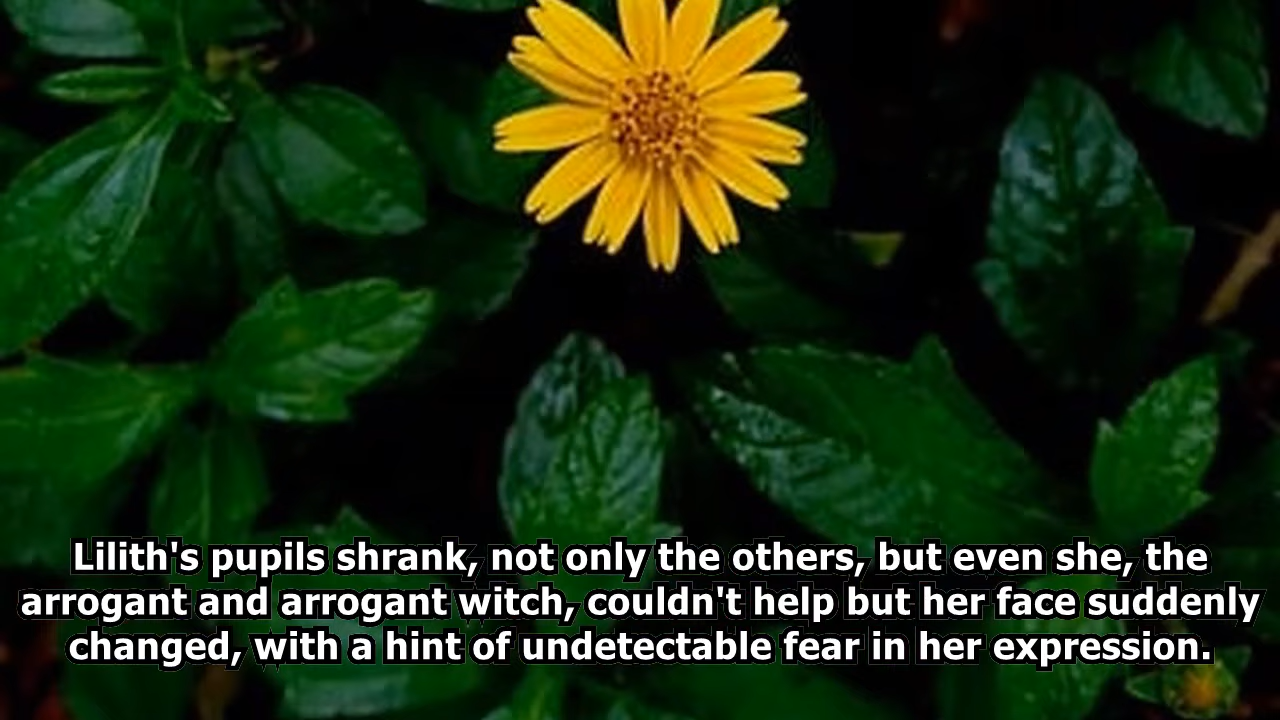 Lilith's pupils shrank, not only the others, but even she, the
arrogant and arrogant witch, couldn't help but her face suddenly
changed, with a hint of undetectable fear in her expression.